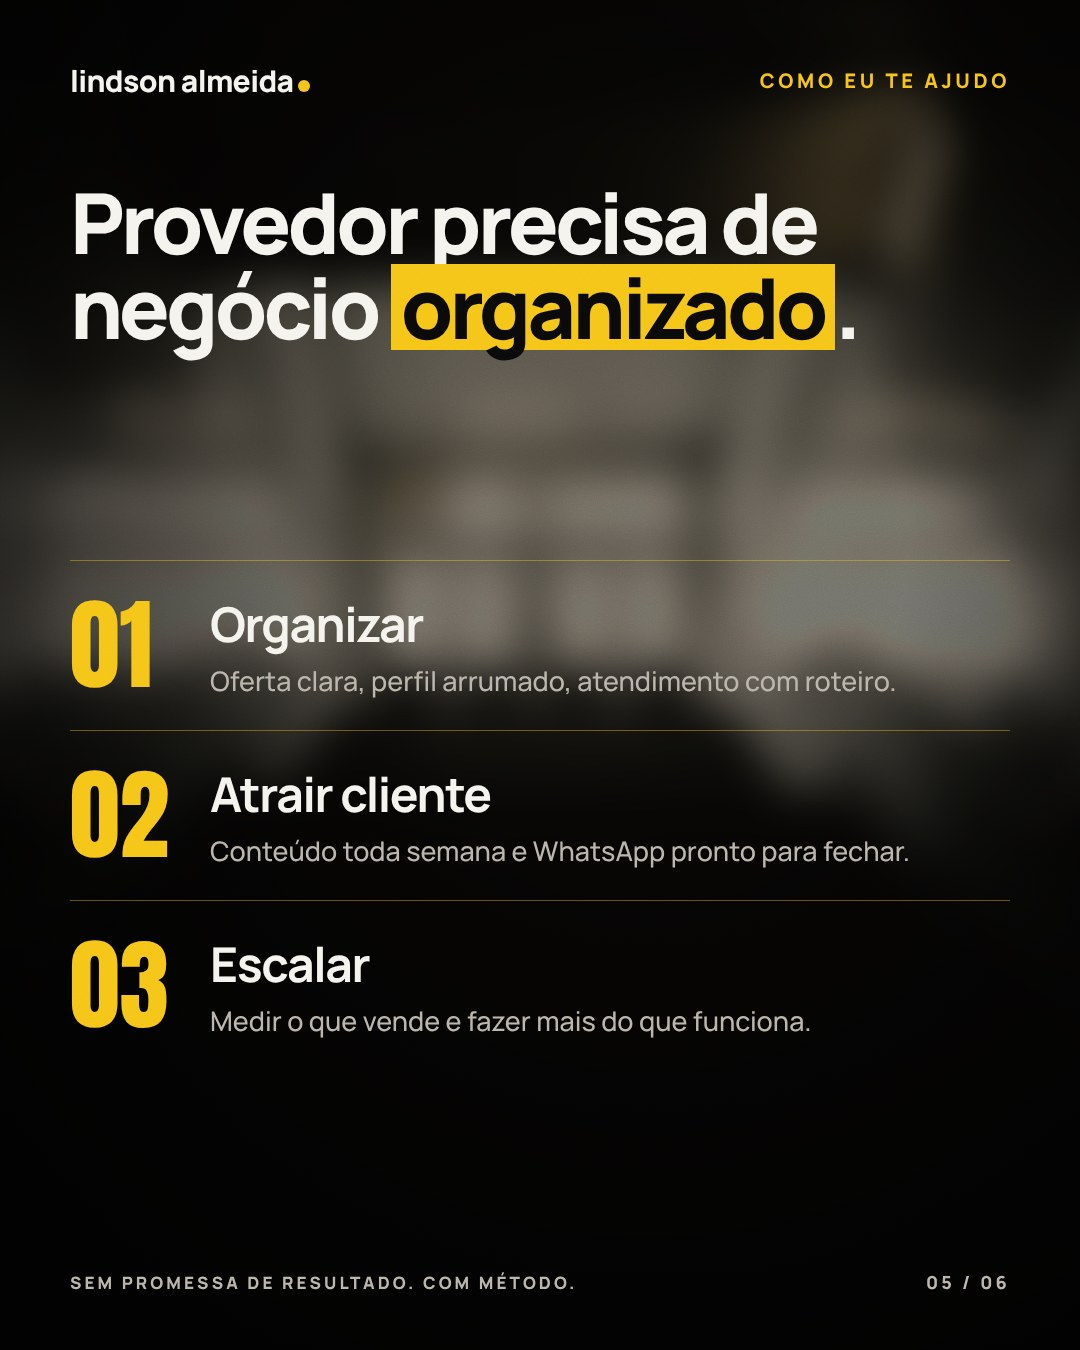 lindson almeida
COMO EU TE AJUDO
Provedor precisa de
negócio organizado.
01
Organizar
Oferta clara, perfil arrumado, atendimento com roteiro.
02
Atrair cliente
Conteúdo toda semana e WhatsApp pronto para fechar.
03
Escalar
Medir o que vende e fazer mais do que funciona.
SEM PROMESSA DE RESULTADO. COM MÉTODO.
05 / 06